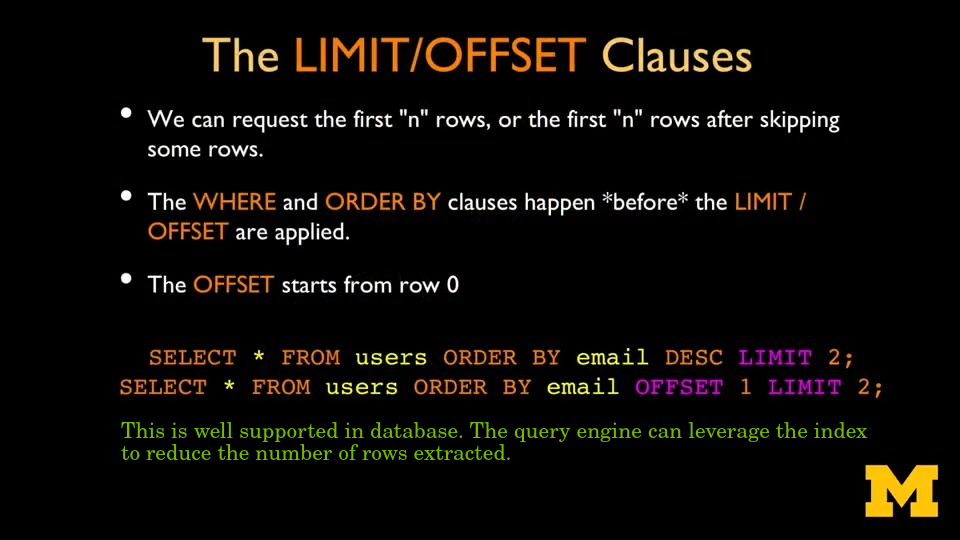 The LIMIT/OFFSET Clauses
• We can request the first "n" rows, or the first "n" rows after skipping
some rows.
• The WHERE and ORDER BY clauses happen *before* the LIMIT /
OFFSET are applied.
• The OFFSET starts from row 0
SELECT * FROM users ORDER BY email DESC LIMIT 2;
SELECT * FROM users ORDER BY email OFFSET 1 LIMIT 2;
This is well supported in database. The query engine can leverage the index
to reduce the number of rows extracted.
M